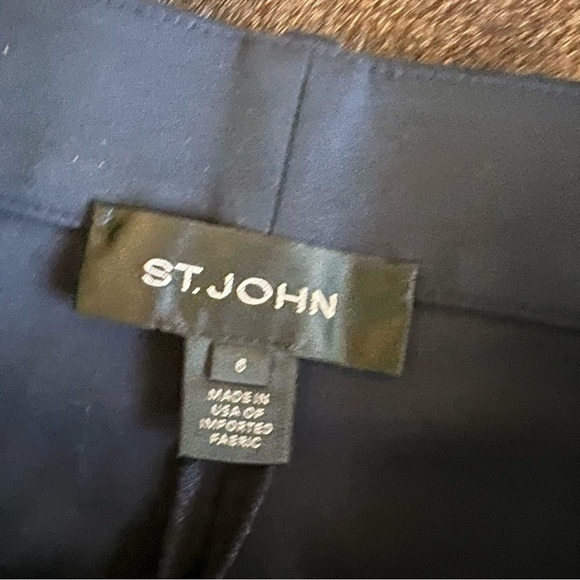 ST. JOHN
6
MADE IN
USA OF
IMPORTED
FABRIC